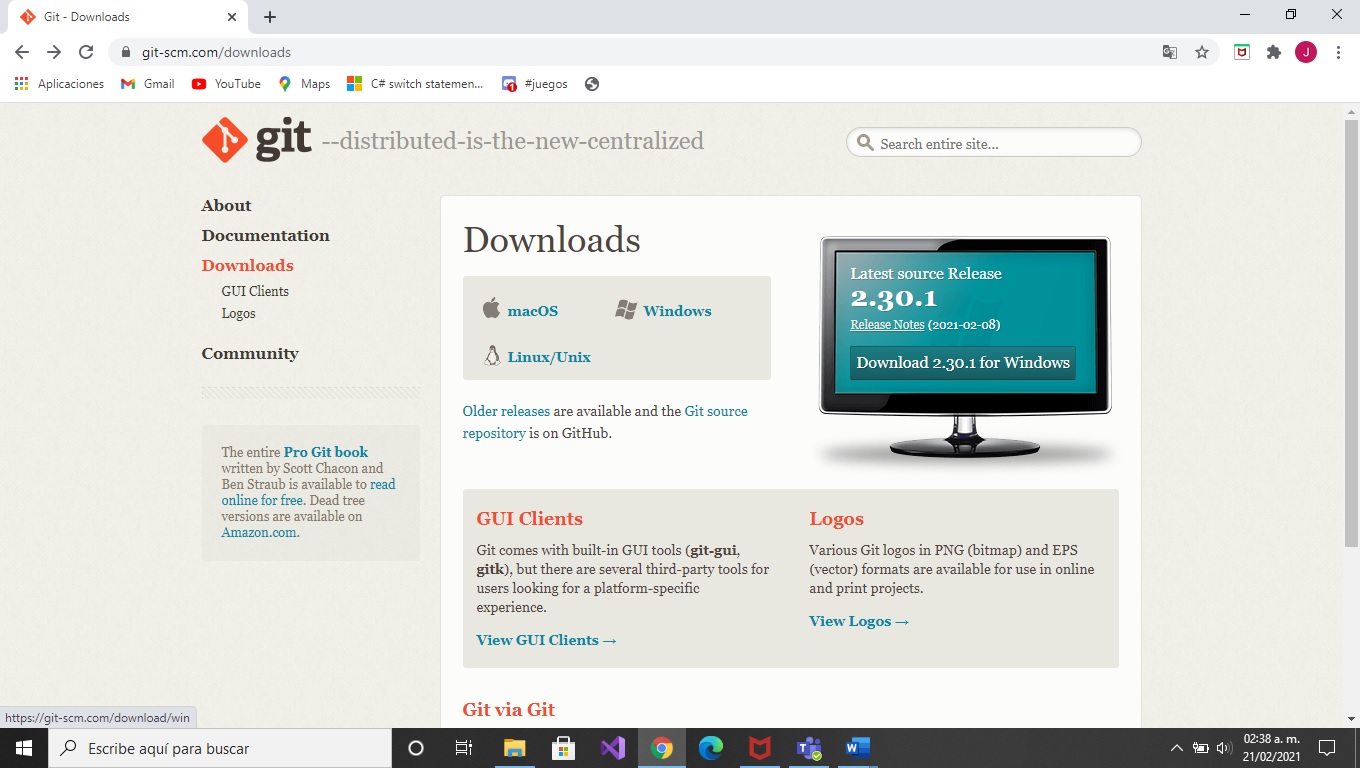 Git - Downloads
git-scm.com/downloads
J
Aplicaciones
Gmail
YouTube
Maps
C# switch statemen...
1
#juegos
git --distributed-is-the-new-centralized
Search entire site...
About
Documentation
Downloads
GUI Clients
Logos
Community
The entire Pro Git book
written by Scott Chacon and
Ben Straub is available to read
online for free. Dead tree
versions are available on
Amazon.com.
Downloads
macOS
Windows
Linux/Unix
Older releases are available and the Git source
repository is on GitHub.
Latest source Release
2.30.1
Release Notes (2021-02-08)
Download 2.30.1 for Windows
GUI Clients
Git comes with built-in GUI tools (git-gui,
gitk), but there are several third-party tools for
users looking for a platform-specific
experience.
View GUI Clients →
Logos
Various Git logos in PNG (bitmap) and EPS
(vector) formats are available for use in online
and print projects.
View Logos →
Git via Git
https://git-scm.com/download/win
Escribe aquí para buscar
02:38 a. m.
21/02/2021